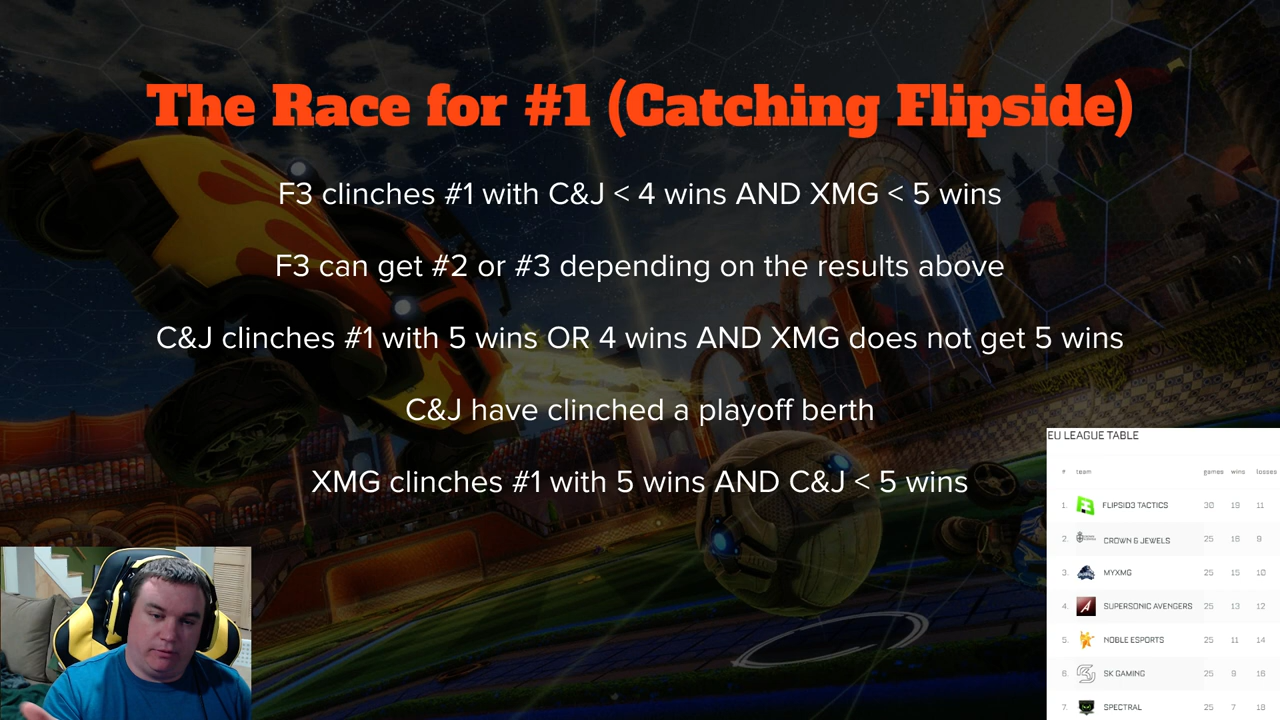 The Race for #1 (Catching Flipside)
F3 clinches #1 with C&J < 4 wins AND XMG < 5 wins
F3 can get #2 or #3 depending on the results above
C&J clinches #1 with 5 wins OR 4 wins AND XMG does not get 5 wins
C&J have clinched a playoff berth
XMG clinches #1 with 5 wins AND C&J < 5 wins
EU LEAGUE TABLE
# team games wins losses
1. FLIPSID3 TACTICS 30 19 11
2. CROWN & JEWELS 25 16 9
3. MYXMG 25 15 10
4. SUPERSONIC AVENGERS 25 13 12
5. NOBLE ESPORTS 25 11 14
6. SK GAMING 25 9 16
7. SPECTRAL 25 7 18